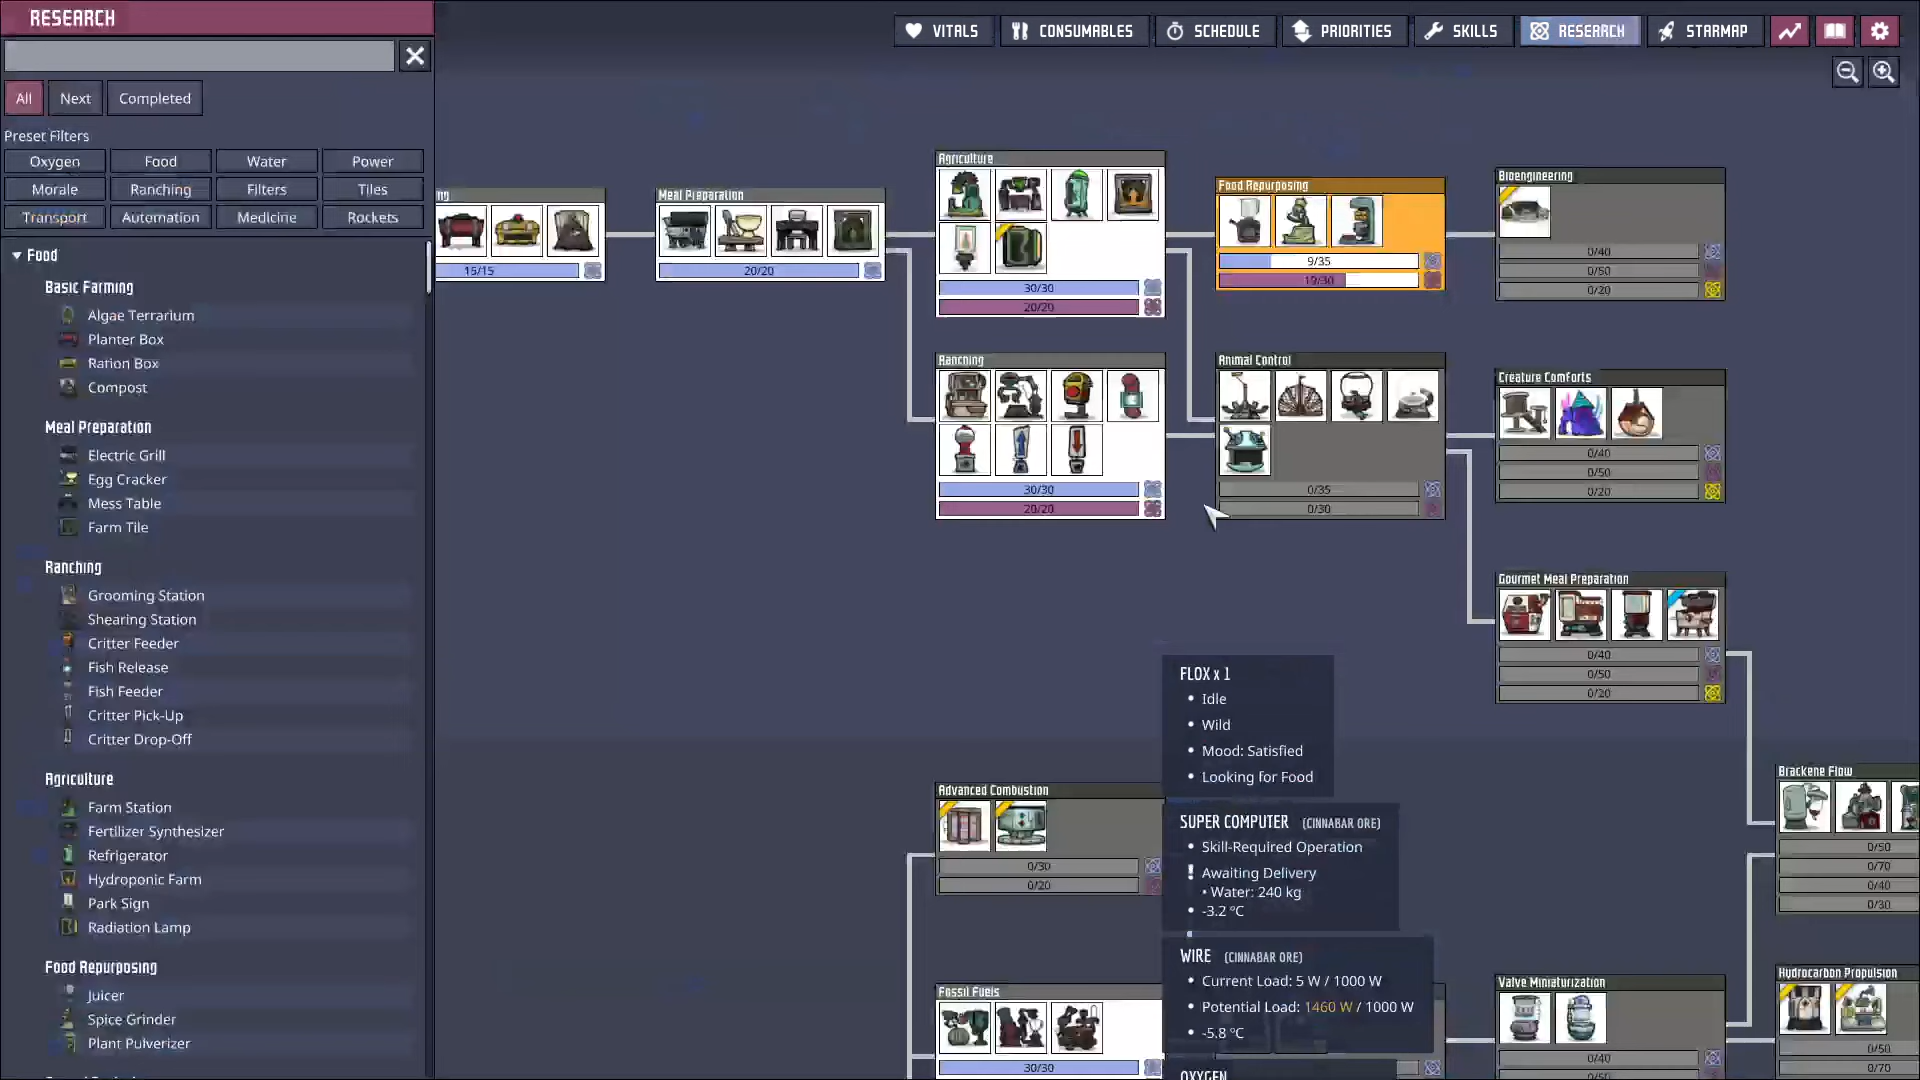 RESEARCH
VITALS
CONSUMABLES
SCHEDULE
PRIORITIES
SKILLS
RESEARCH
STARMAP
All
Next
Completed
Preset Filters
Oxygen
Food
Water
Power
Morale
Ranching
Filters
Tiles
Transport
Automation
Medicine
Rockets
Food
Basic Farming
Algae Terrarium
Planter Box
Ration Box
Compost
Meal Preparation
Electric Grill
Egg Cracker
Mess Table
Farm Tile
Ranching
Grooming Station
Shearing Station
Critter Feeder
Fish Release
Fish Feeder
Critter Pick-Up
Critter Drop-Off
Agriculture
Farm Station
Fertilizer Synthesizer
Refrigerator
Hydroponic Farm
Park Sign
Radiation Lamp
Food Repurposing
Juicer
Spice Grinder
Plant Pulverizer
ng
15/15
Meal Preparation
20/20
Agriculture
30/30
20/20
Ranching
30/30
20/20
Food Repurposing
9/35
19/30
Animal Control
0/35
0/30
Bioengineering
0/40
0/50
0/20
Creature Comforts
0/40
0/50
0/20
Gourmet Meal Preparation
0/40
0/50
0/20
Advanced Combustion
0/30
0/20
Fossil Fuels
30/30
FLOX x 1
• Idle
• Wild
• Mood: Satisfied
• Looking for Food
SUPER COMPUTER (CINNABAR ORE)
• Skill-Required Operation
! Awaiting Delivery
• Water: 240 kg
• -3.2 ºC
WIRE (CINNABAR ORE)
• Current Load: 5 W / 1000 W
• Potential Load: 1460 W / 1000 W
• -5.8 ºC
OXYGEN
Valve Miniaturization
0/40
0/50
Brackene Flow
0/50
0/70
0/40
0/30
Hydrocarbon Propulsion
0/50
0/70